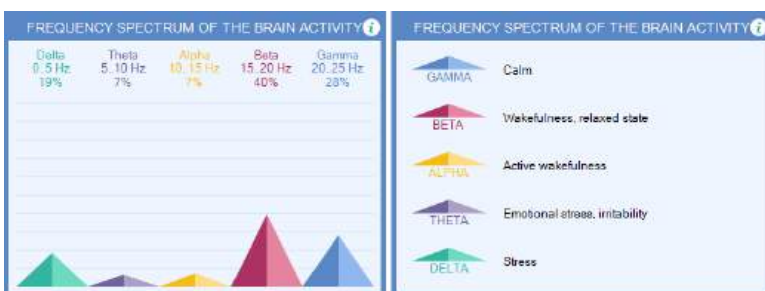 FREQUENCY SPECTRUM OF THE BRAIN ACTIVITY i
Delta Theta Alpha Beta Gamma
0..5 Hz 5..10 Hz 10..15 Hz 15..20 Hz 20..25 Hz
19% 7% 7% 40% 28%
FREQUENCY SPECTRUM OF THE BRAIN ACTIVITY i
GAMMA Calm
BETA Wakefulness, relaxed state
ALPHA Active wakefulness
THETA Emotional stress, irritability
DELTA Stress